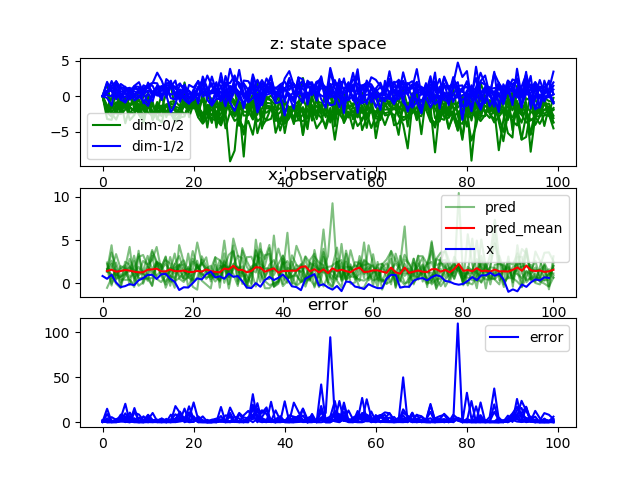 z: state space
5
0
−5
dim-0/2
dim-1/2
0 20 40 60 80 100
x: observation
10
5
0
pred
pred_mean
x
0 20 40 60 80 100
error
100
50
0
error
0 20 40 60 80 100